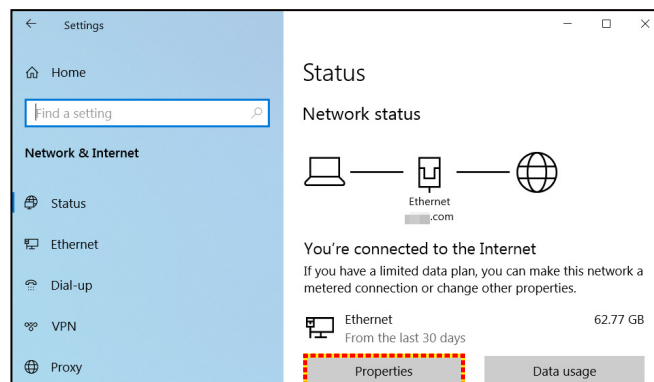 Settings
Home
Find a setting
Network & Internet
Status
Ethernet
Dial-up
VPN
Proxy
Status
Network status
Ethernet
.com
You're connected to the Internet
If you have a limited data plan, you can make this network a
metered connection or change other properties.
Ethernet 62.77 GB
From the last 30 days
Properties Data usage